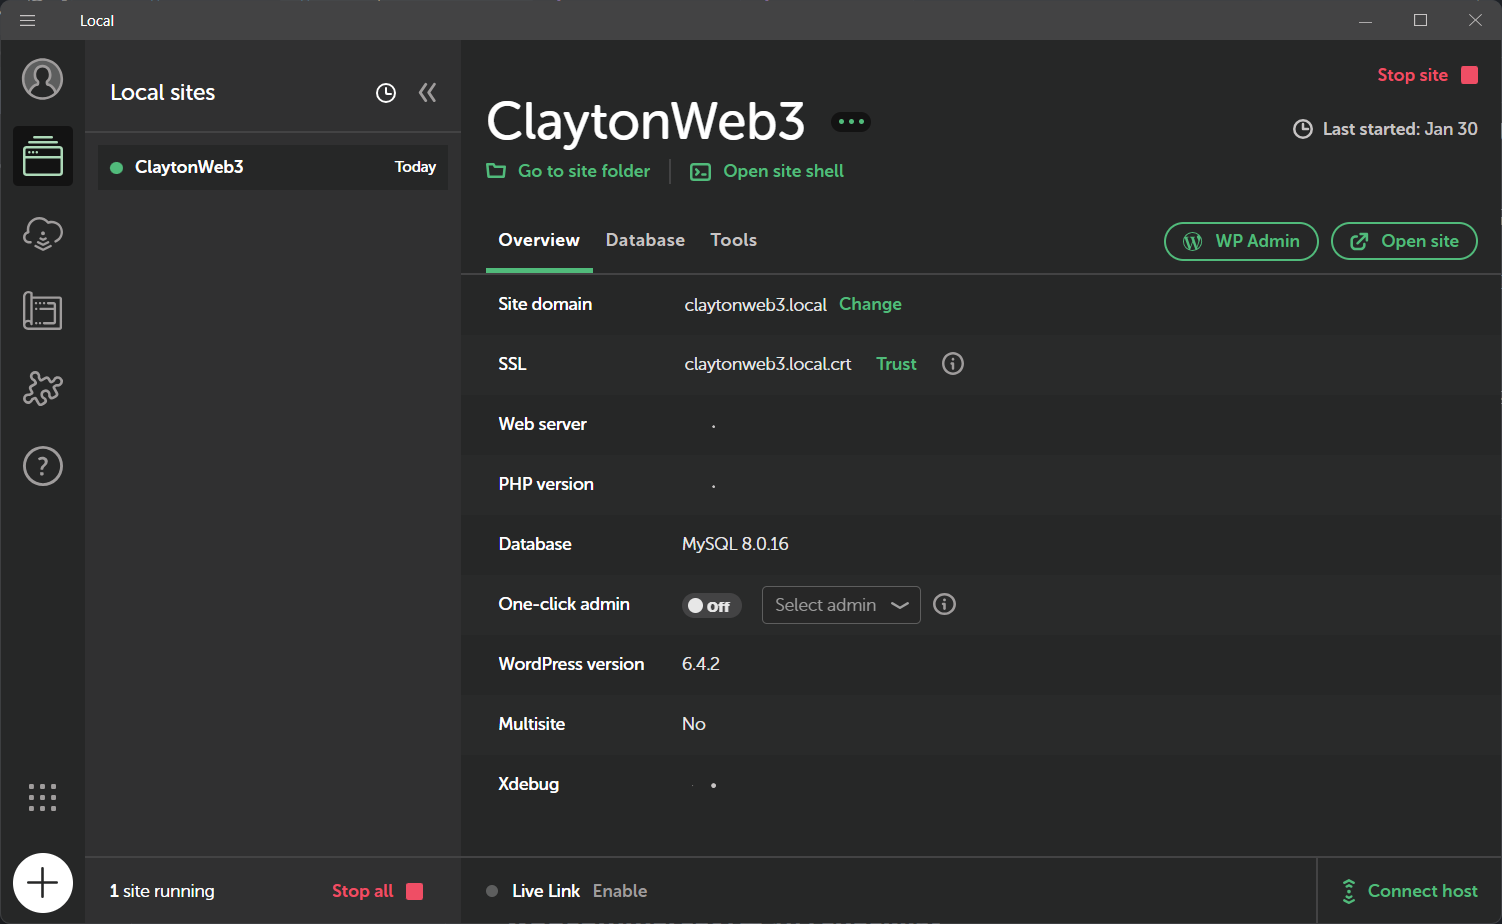 Local
Local sites
ClaytonWeb3 Today
1 site running Stop all
Stop site
ClaytonWeb3
Last started: Jan 30
Go to site folder Open site shell
Overview Database Tools WP Admin Open site
Site domain claytonweb3.local Change
SSL claytonweb3.local.crt Trust
Web server
PHP version
Database MySQL 8.0.16
One-click admin Off Select admin
WordPress version 6.4.2
Multisite No
Xdebug
Live Link Enable Connect host